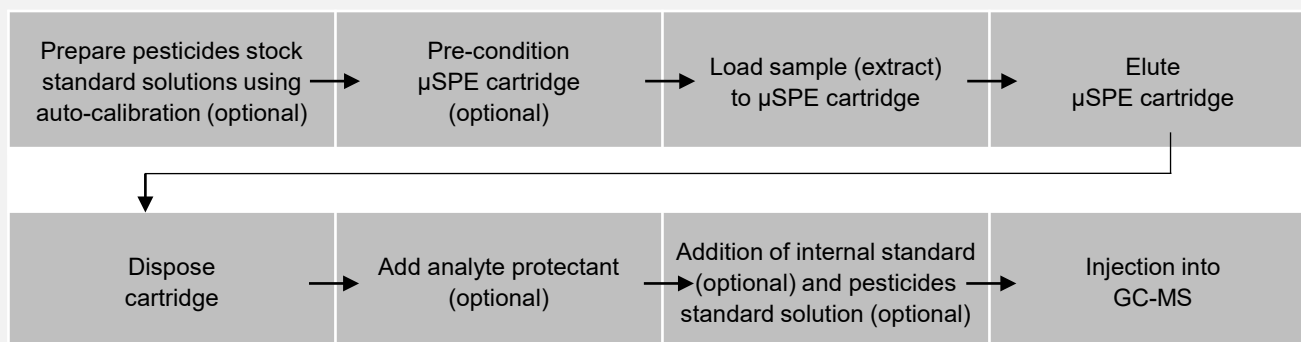 Prepare pesticides stock
standard solutions using
auto-calibration (optional)
Pre-condition
µSPE cartridge
(optional)
Load sample (extract)
to µSPE cartridge
Elute
µSPE cartridge
Dispose
cartridge
Add analyte protectant
(optional)
Addition of internal standard
(optional) and pesticides
standard solution (optional)
Injection into
GC-MS